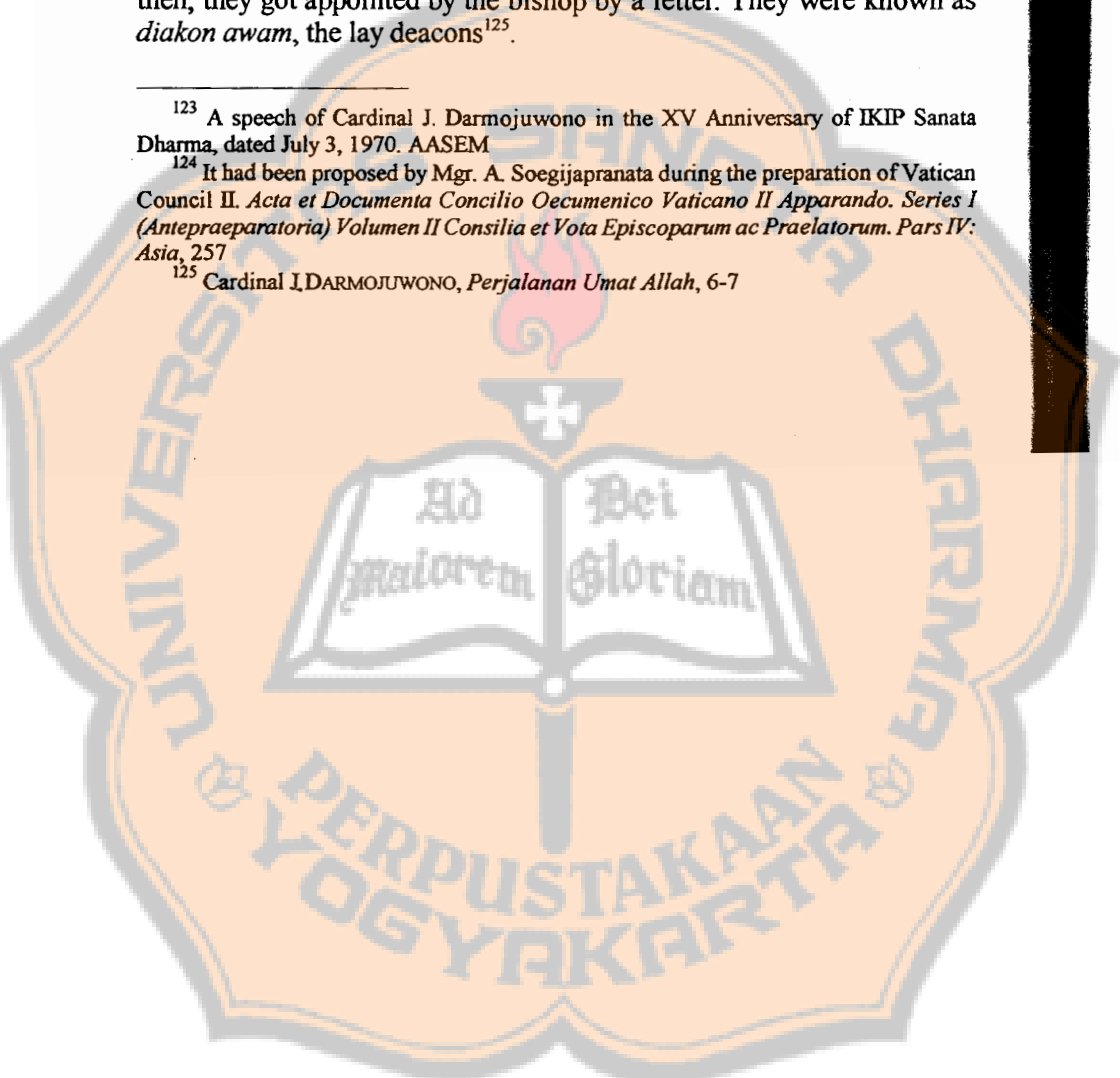 then, they got appointed by the bishop by a letter. They were known as
diakon awam, the lay deacons¹²⁵.
¹²³ A speech of Cardinal J. Darmojuwono in the XV Anniversary of IKIP Sanata
Dharma, dated July 3, 1970. AASEM
¹²⁴ It had been proposed by Mgr. A. Soegijapranata during the preparation of Vatican
Council II. Acta et Documenta Concilio Oecumenico Vaticano II Apparando. Series I
(Antepraeparatoria) Volumen II Consilia et Vota Episcoparum ac Praelatorum. Pars IV:
Asia, 257
¹²⁵ Cardinal J.DARMOJUWONO, Perjalanan Umat Allah, 6-7
UNIVERSITAS SANATA DHARMA
Ad
maiorem
Dei
Gloriam
PERPUSTAKAAN
YOGYAKARTA